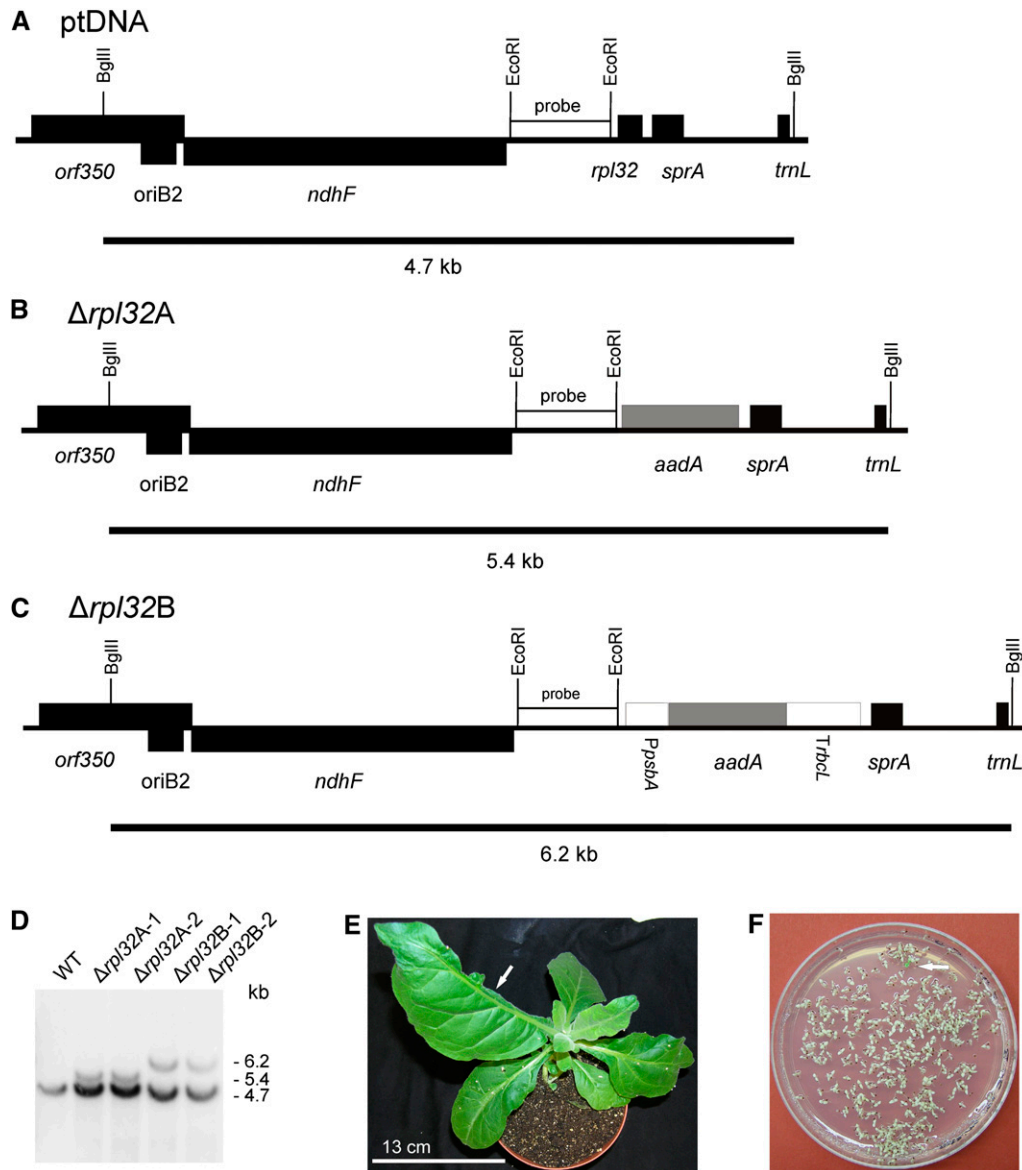 A ptDNA
BglII EcoRI EcoRI BglII
probe
orf350 oriB2 ndhF rpl32 sprA trnL
4.7 kb
B Δrpl32A
BglII EcoRI EcoRI BglII
probe
orf350 oriB2 ndhF aadA sprA trnL
5.4 kb
C Δrpl32B
BglII EcoRI EcoRI BglII
probe
orf350 oriB2 ndhF PpsbA aadA TrbcL sprA trnL
6.2 kb
D WT Δrpl32A-1 Δrpl32A-2 Δrpl32B-1 Δrpl32B-2
kb
- 6.2
- 5.4
- 4.7
E
13 cm
F